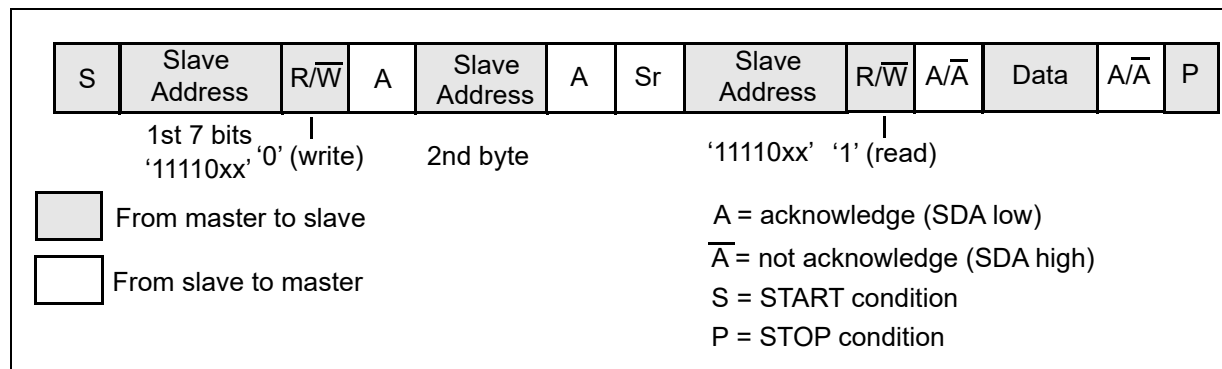 S Slave Address R/W̅ A Slave Address A Sr Slave Address R/W̅ A/A̅ Data A/A̅ P
1st 7 bits '11110xx' '0' (write) 2nd byte '11110xx' '1' (read)
From master to slave
From slave to master
A = acknowledge (SDA low)
A̅ = not acknowledge (SDA high)
S = START condition
P = STOP condition